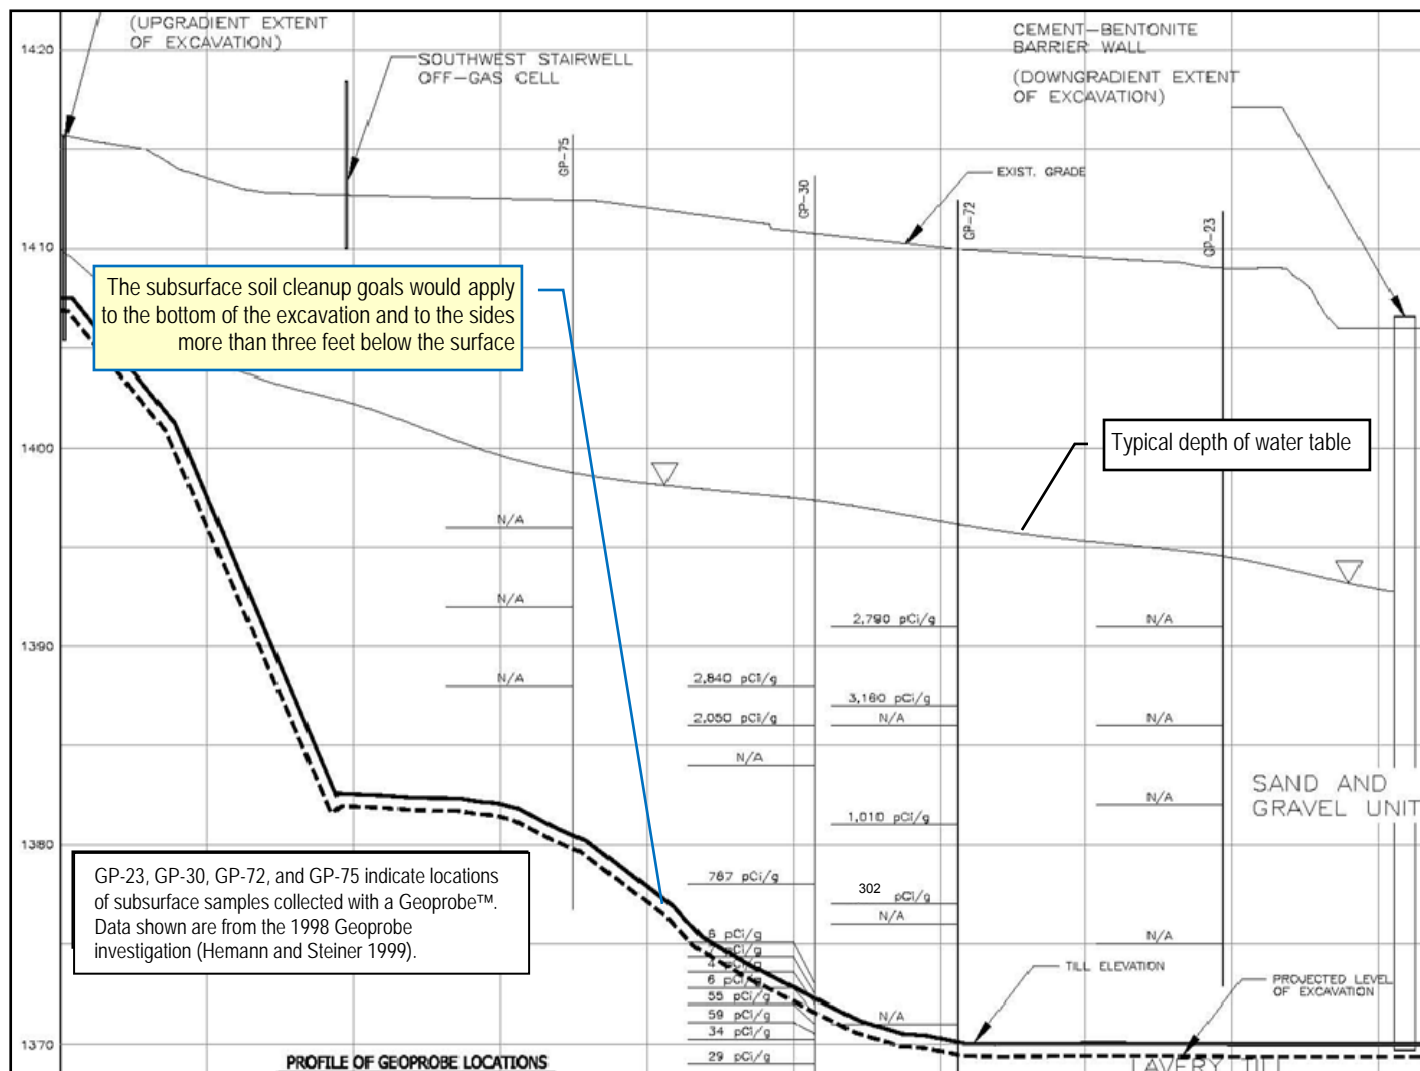 (UPGRADIENT EXTENT
OF EXCAVATION)
SOUTHWEST STAIRWELL
OFF-GAS CELL
CEMENT-BENTONITE
BARRIER WALL
(DOWNGRADIENT EXTENT
OF EXCAVATION)
1420
GP-75
GP-30
EXIST. GRADE
GP-72
GP-23
1410
The subsurface soil cleanup goals would apply
to the bottom of the excavation and to the sides
more than three feet below the surface
Typical depth of water table
1400
N/A
N/A
N/A
1390
2,840 pCi/g
2,050 pCi/g
N/A
767 pCi/g
6 pCi/g
7 pCi/g
4 pCi/g
6 pCi/g
55 pCi/g
59 pCi/g
34 pCi/g
29 pCi/g
2,790 pCi/g
3,160 pCi/g
N/A
1,010 pCi/g
302 pCi/g
N/A
N/A
N/A
N/A
N/A
N/A
SAND AND
GRAVEL UNIT
1380
GP-23, GP-30, GP-72, and GP-75 indicate locations
of subsurface samples collected with a Geoprobe™.
Data shown are from the 1998 Geoprobe
investigation (Hemann and Steiner 1999).
TILL ELEVATION
PROJECTED LEVEL
OF EXCAVATION
1370
PROFILE OF GEOPROBE LOCATIONS
LAVERY TILL